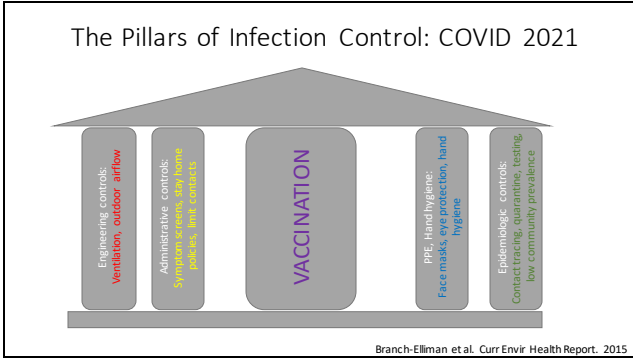 The Pillars of Infection Control: COVID 2021
Engineering controls:
Ventilation, outdoor airflow
Administrative controls:
Symptom screens, stay home
policies, limit contacts
VACCINATION
PPE, Hand hygiene:
Face masks, eye protection, hand
hygiene
Epidemiologic controls:
Contact tracing, quarantine, testing,
low community prevalence
Branch-Elliman et al. Curr Envir Health Report. 2015